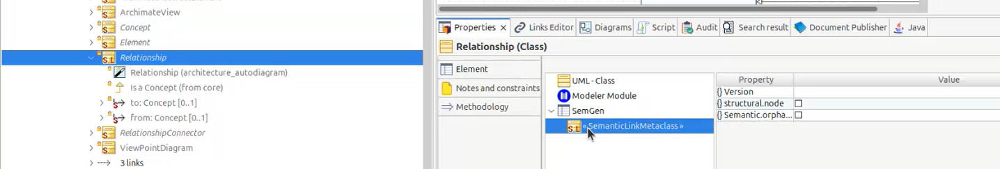 ArchimateView
Concept
Element
Relationship
Relationship (architecture_autodiagram)
Is a Concept (from core)
to: Concept [0..1]
from: Concept [0..1]
RelationshipConnector
ViewPointDiagram
3 links
Properties Links Editor Diagrams Script Audit Search result Document Publisher Java
Relationship (Class)
Element
Notes and constraints
Methodology
UML - Class
Modeler Module
SemGen
« SemanticLinkMetaclass »
Property Value
{} Version
{} structural.node
{} Semantic.orpha...